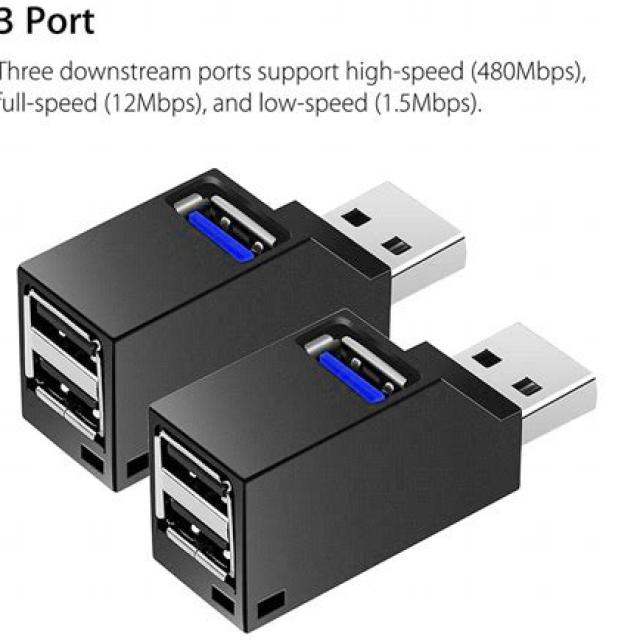 3 Port
Three downstream ports support high-speed (480Mbps),
full-speed (12Mbps), and low-speed (1.5Mbps).